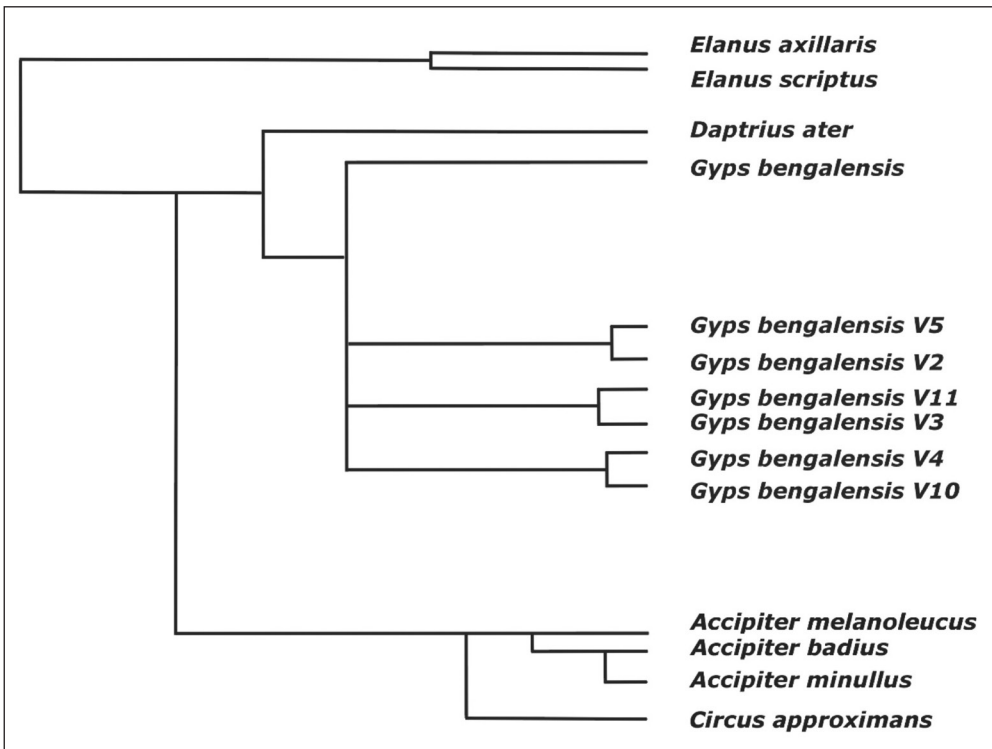 Elanus axillaris
Elanus scriptus
Daptrius ater
Gyps bengalensis
Gyps bengalensis V5
Gyps bengalensis V2
Gyps bengalensis V11
Gyps bengalensis V3
Gyps bengalensis V4
Gyps bengalensis V10
Accipiter melanoleucus
Accipiter badius
Accipiter minullus
Circus approximans